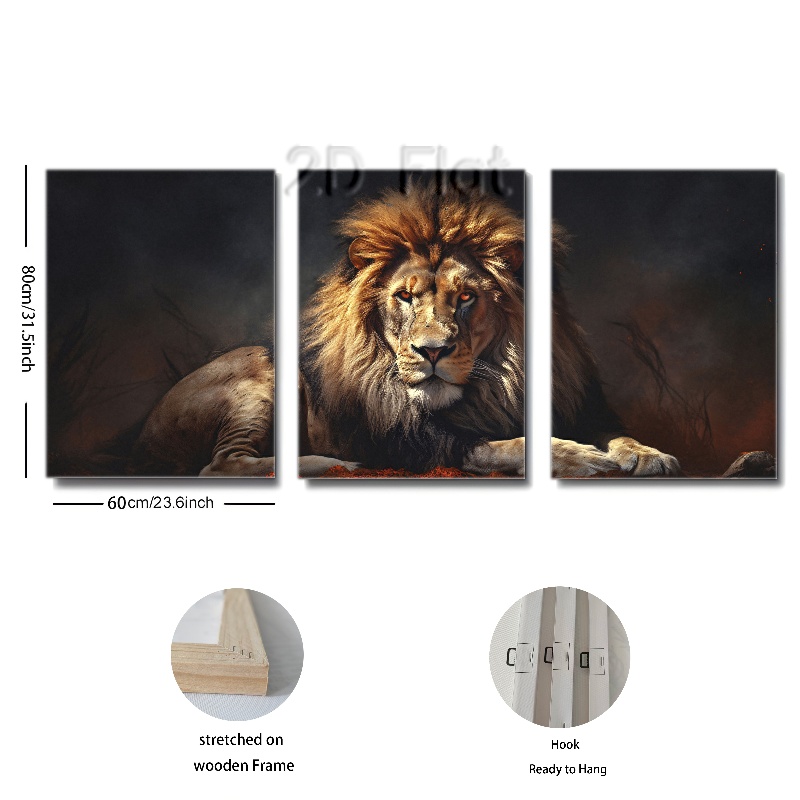 2D Flat
80cm/31.5inch
60cm/23.6inch
stretched on
wooden Frame
Hook
Ready to Hang